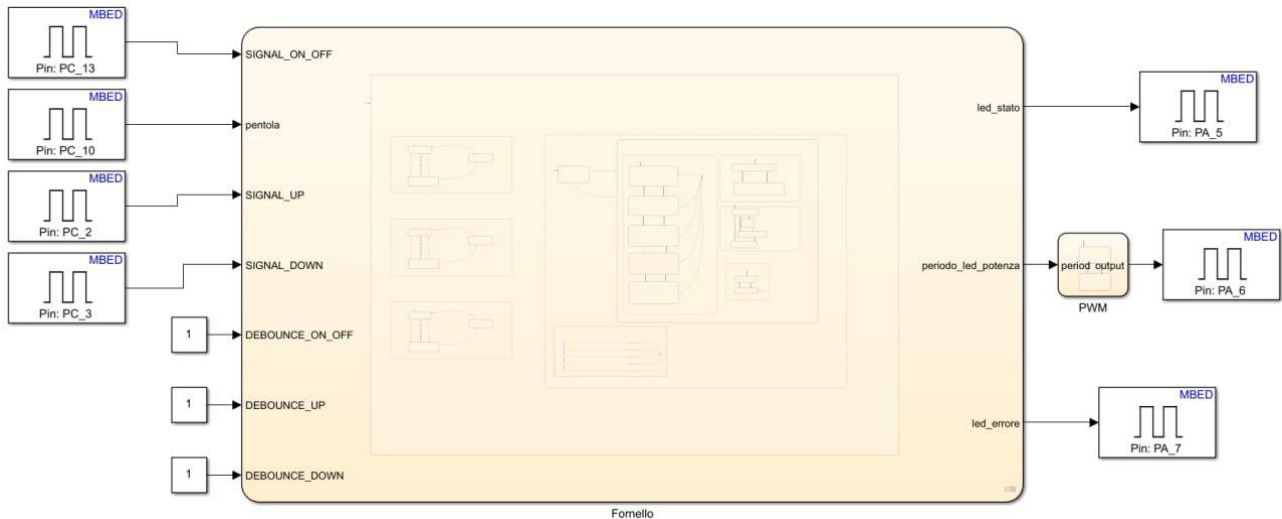 MBED
Pin: PC_13
MBED
Pin: PC_10
MBED
Pin: PC_2
MBED
Pin: PC_3
1
1
1
SIGNAL_ON_OFF
pentola
SIGNAL_UP
SIGNAL_DOWN
DEBOUNCE_ON_OFF
DEBOUNCE_UP
DEBOUNCE_DOWN
led_stato
periodo_led_potenza
led_errore
Fornello
period output
PWM
MBED
Pin: PA_5
MBED
Pin: PA_6
MBED
Pin: PA_7